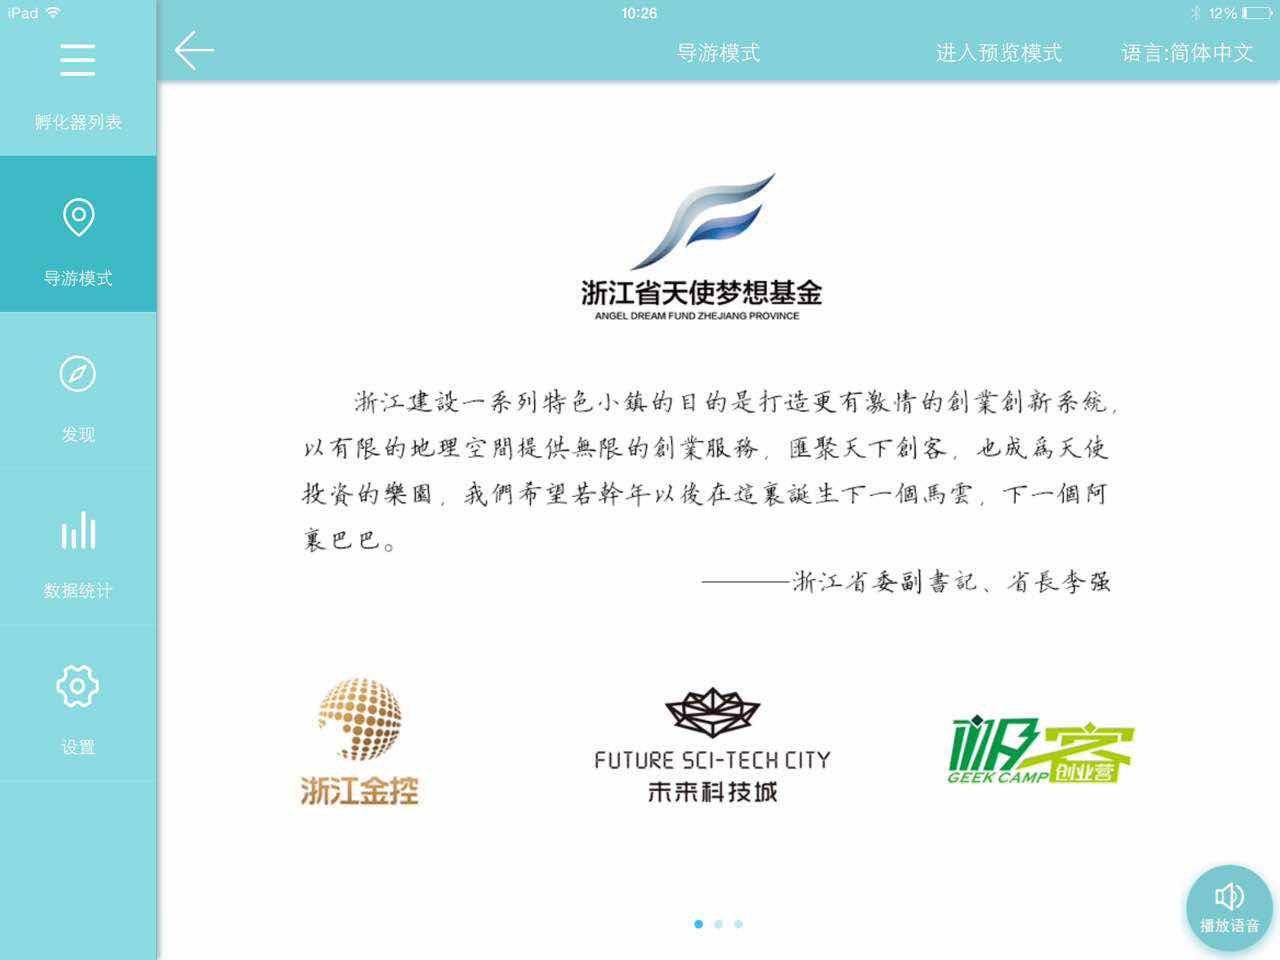 iPad
10:26
12%
导游模式
进入预览模式
语言:简体中文
孵化器列表
导游模式
发现
数据统计
设置
浙江省天使梦想基金
ANGEL DREAM FUND ZHEJIANG PROVINCE
浙江建設一系列特色小鎮的目的是打造更有激情的創業創新系統，
以有限的地理空間提供無限的創業服務，匯聚天下創客，也成爲天使
投資的樂園，我們希望若幹年以後在這裏誕生下一個馬雲，下一個阿
裏巴巴。
———浙江省委副書記、省長李强
浙江金控
FUTURE SCI-TECH CITY
未来科技城
极客
GEEK CAMP 创业营
播放语音